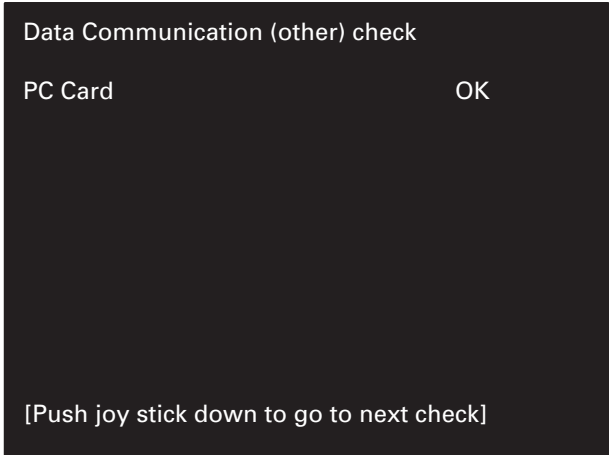 Data Communication (other) check
PC Card OK
[Push joy stick down to go to next check]